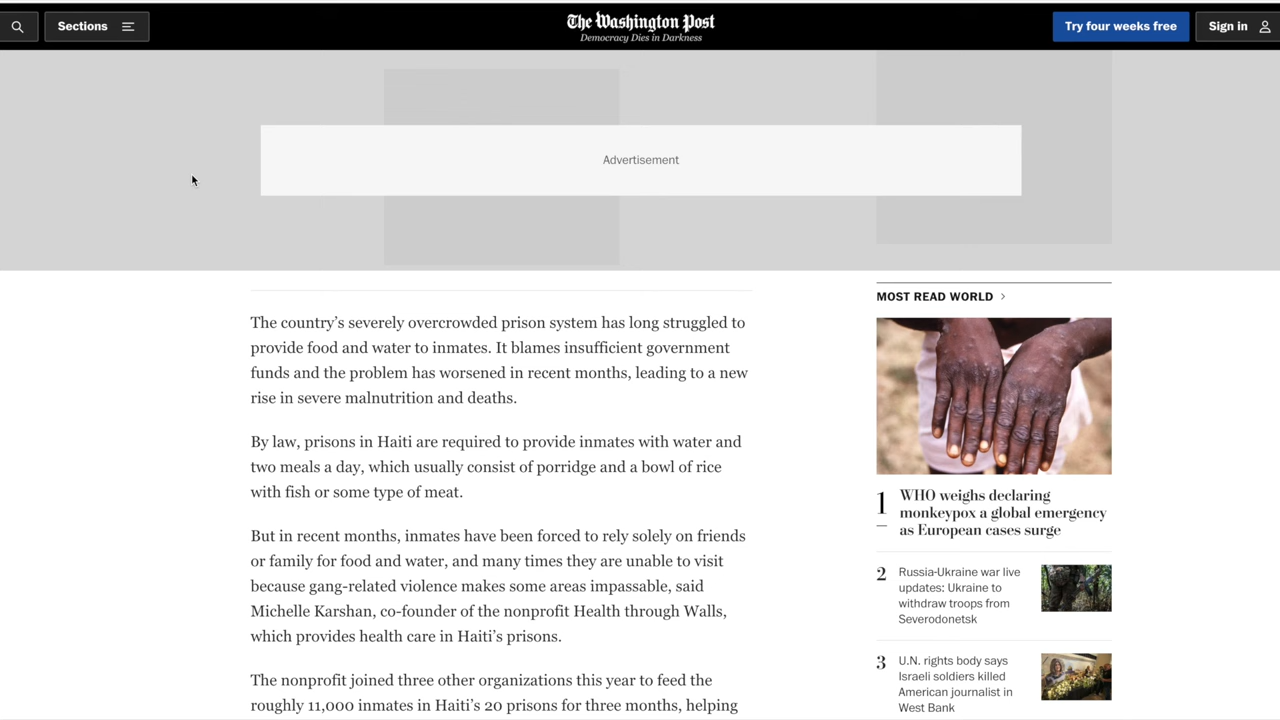 Sections
The Washington Post
Democracy Dies in Darkness
Try four weeks free
Sign in
Advertisement
The country’s severely overcrowded prison system has long struggled to
provide food and water to inmates. It blames insufficient government
funds and the problem has worsened in recent months, leading to a new
rise in severe malnutrition and deaths.
By law, prisons in Haiti are required to provide inmates with water and
two meals a day, which usually consist of porridge and a bowl of rice
with fish or some type of meat.
But in recent months, inmates have been forced to rely solely on friends
or family for food and water, and many times they are unable to visit
because gang-related violence makes some areas impassable, said
Michelle Karshan, co-founder of the nonprofit Health through Walls,
which provides health care in Haiti’s prisons.
The nonprofit joined three other organizations this year to feed the
roughly 11,000 inmates in Haiti’s 20 prisons for three months, helping
MOST READ WORLD
1
WHO weighs declaring
monkeypox a global emergency
as European cases surge
2
Russia-Ukraine war live
updates: Ukraine to
withdraw troops from
Severodonetsk
3
U.N. rights body says
Israeli soldiers killed
American journalist in
West Bank